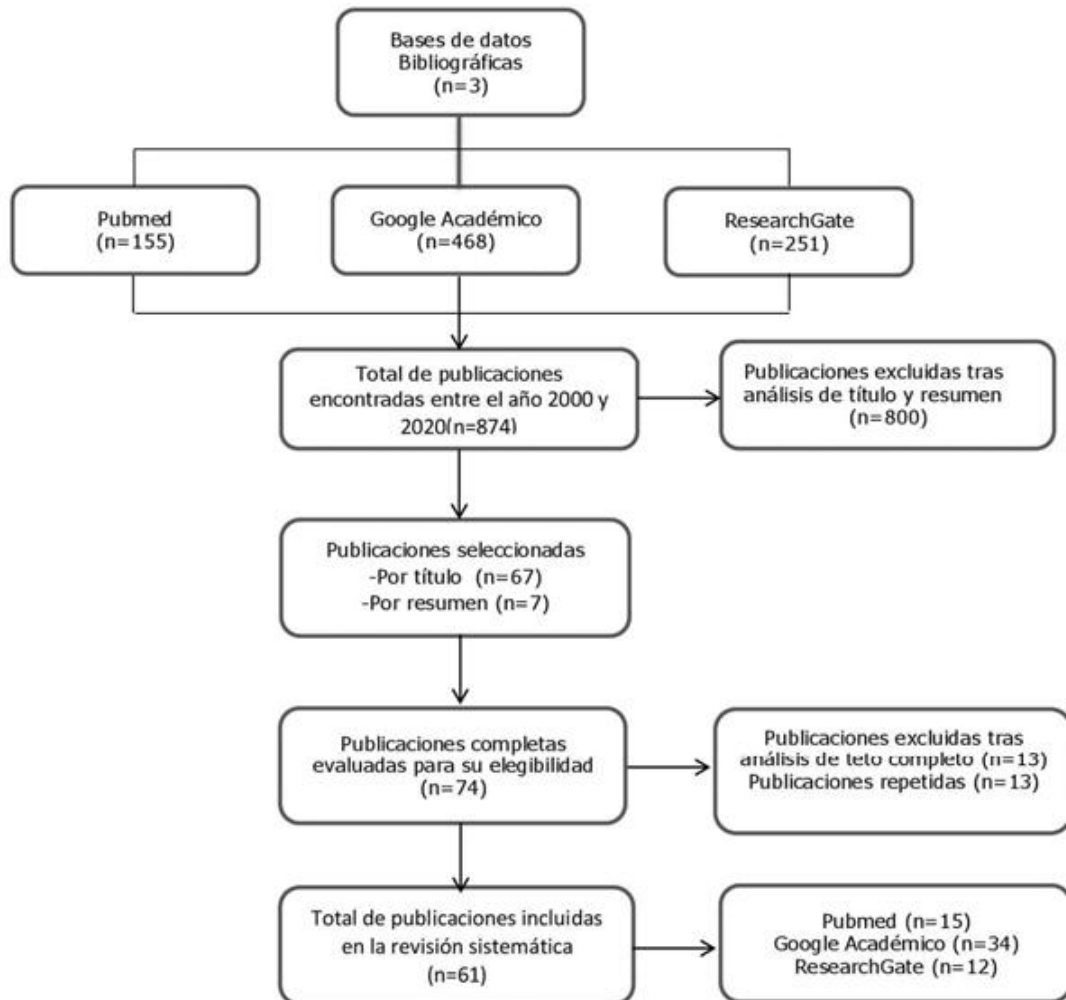 Bases de datos
Bibliográficas
(n=3)
Pubmed
(n=155)
Google Académico
(n=468)
ResearchGate
(n=251)
Total de publicaciones
encontradas entre el año 2000 y
2020(n=874)
Publicaciones excluidas tras
análisis de título y resumen
(n=800)
Publicaciones seleccionadas
-Por título (n=67)
-Por resumen (n=7)
Publicaciones completas
evaluadas para su elegibilidad
(n=74)
Publicaciones excluidas tras
análisis de teto completo (n=13)
Publicaciones repetidas (n=13)
Total de publicaciones incluidas
en la revisión sistemática
(n=61)
Pubmed (n=15)
Google Académico (n=34)
ResearchGate (n=12)